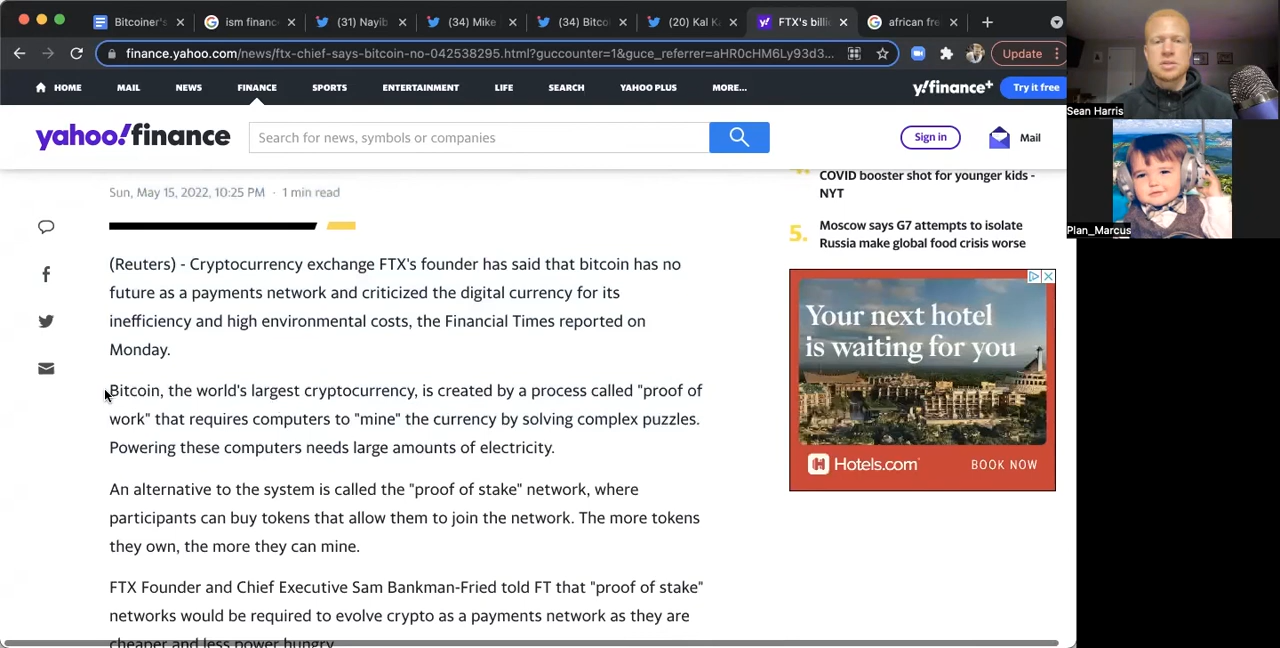 Bitcoiner's
ism financ
(31) Nayib
(34) Mike
(34) Bitco
(20) Kal K
FTX's billi
african fre
finance.yahoo.com/news/ftx-chief-says-bitcoin-no-042538295.html?guccounter=1&guce_referrer=aHR0cHM6Ly93d3...
Update
HOME
MAIL
NEWS
FINANCE
SPORTS
ENTERTAINMENT
LIFE
SEARCH
YAHOO PLUS
MORE...
y!finance+
Try it free
yahoo!finance
Search for news, symbols or companies
Sign in
Mail
Sun, May 15, 2022, 10:25 PM · 1 min read
(Reuters) - Cryptocurrency exchange FTX's founder has said that bitcoin has no
future as a payments network and criticized the digital currency for its
inefficiency and high environmental costs, the Financial Times reported on
Monday.
Bitcoin, the world's largest cryptocurrency, is created by a process called "proof of
work" that requires computers to "mine" the currency by solving complex puzzles.
Powering these computers needs large amounts of electricity.
An alternative to the system is called the "proof of stake" network, where
participants can buy tokens that allow them to join the network. The more tokens
they own, the more they can mine.
FTX Founder and Chief Executive Sam Bankman-Fried told FT that "proof of stake"
networks would be required to evolve crypto as a payments network as they are
cheaper and less power hungry
COVID booster shot for younger kids -
NYT
5.
Moscow says G7 attempts to isolate
Russia make global food crisis worse
Your next hotel
is waiting for you
Hotels.com
BOOK NOW
Sean Harris
Plan_Marcus